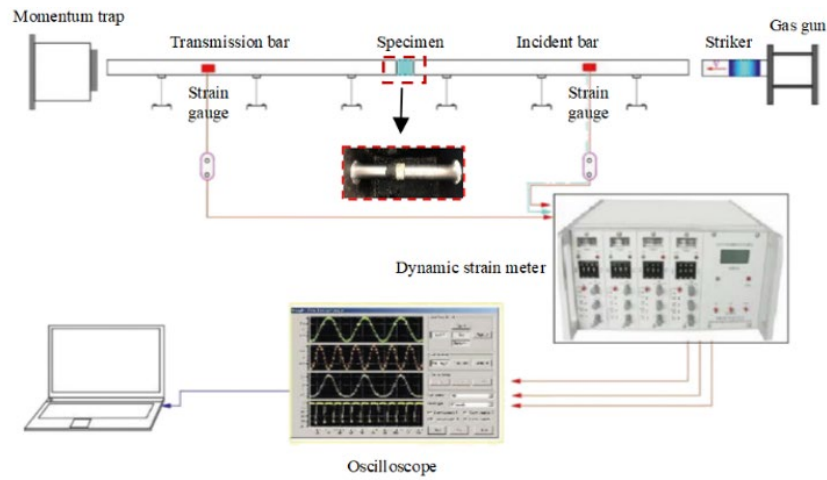 Momentum trap
Gas gun
Transmission bar
Specimen
Incident bar
Striker
Strain
gauge
Strain
gauge
Dynamic strain meter
Oscilloscope